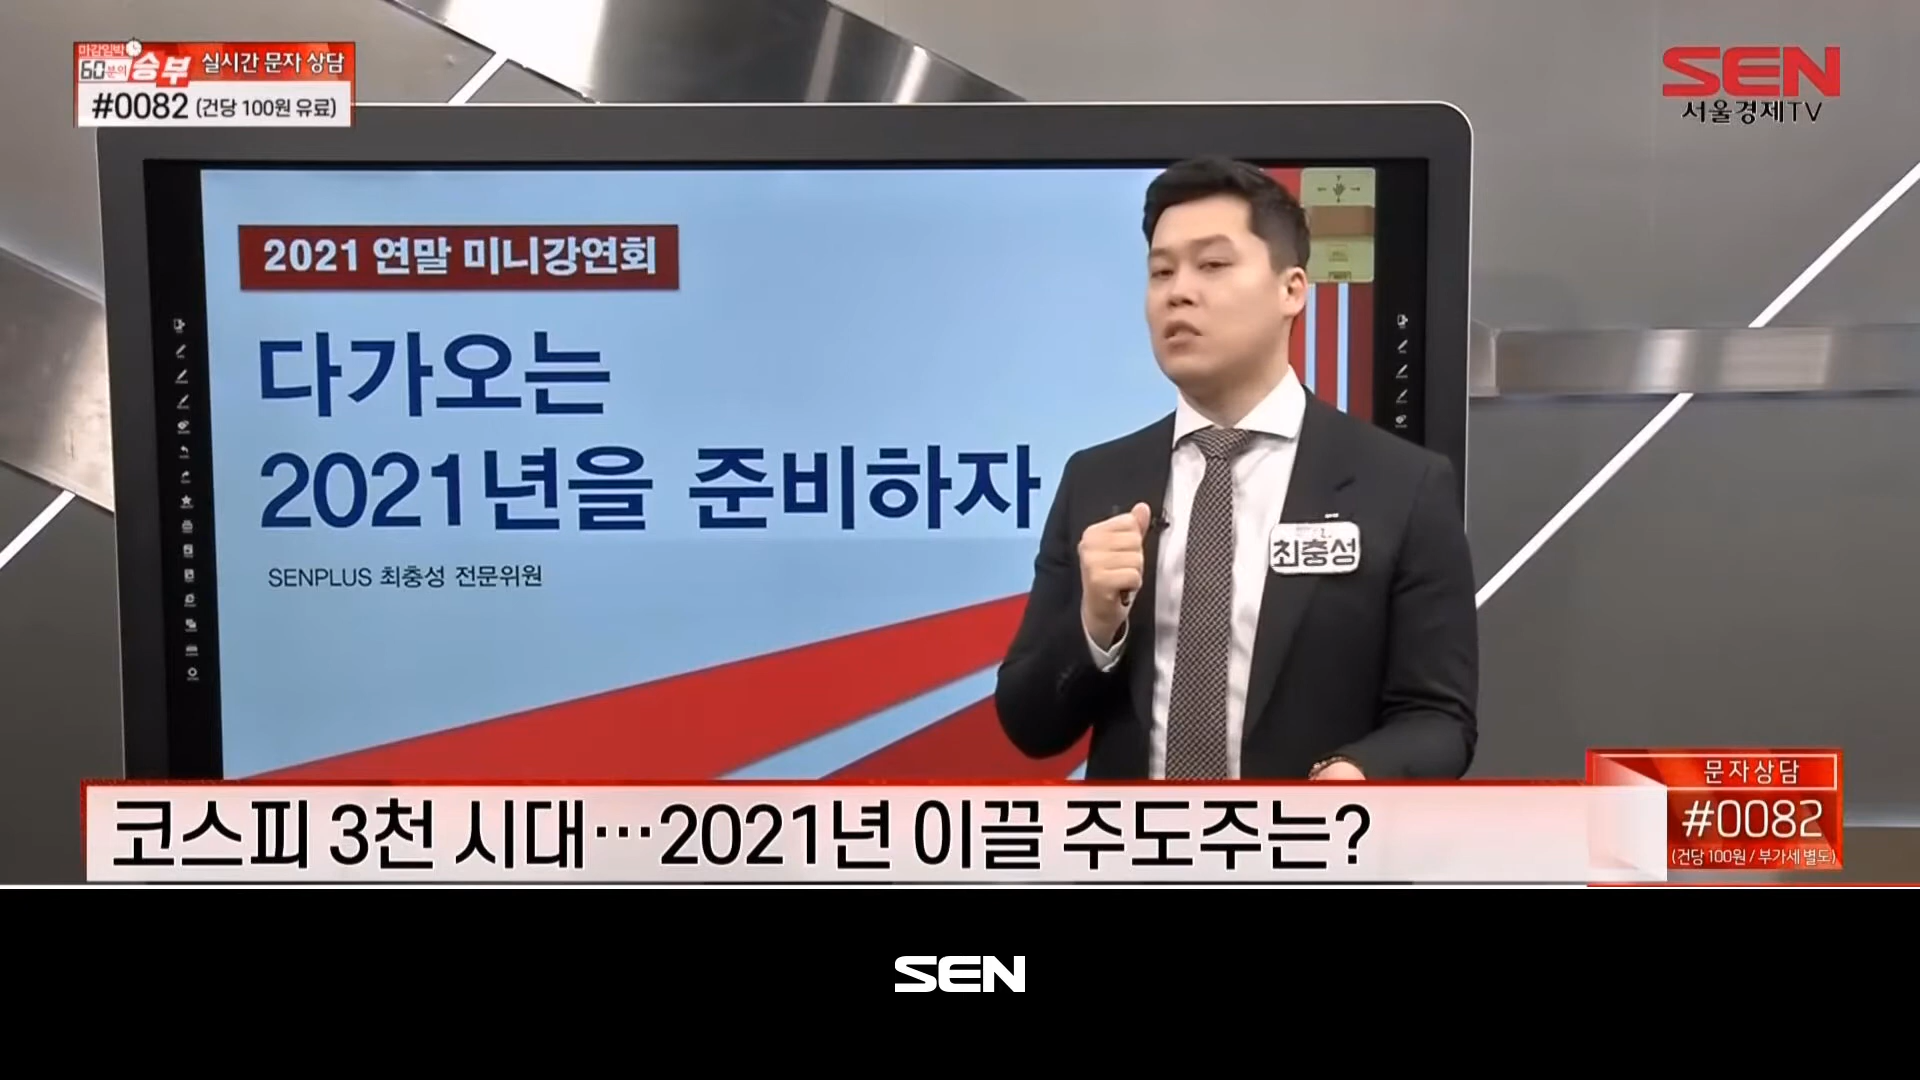 마감임박
60분의 승부 실시간 문자 상담
#0082 (건당 100원 유료)
SEN
서울경제TV
2021 연말 미니강연회
다가오는
2021년을 준비하자
SENPLUS 최충성 전문위원
최충성
문자상담
#0082
(건당 100원 / 부가세 별도)
코스피 3천 시대…2021년 이끌 주도주는?
SEN